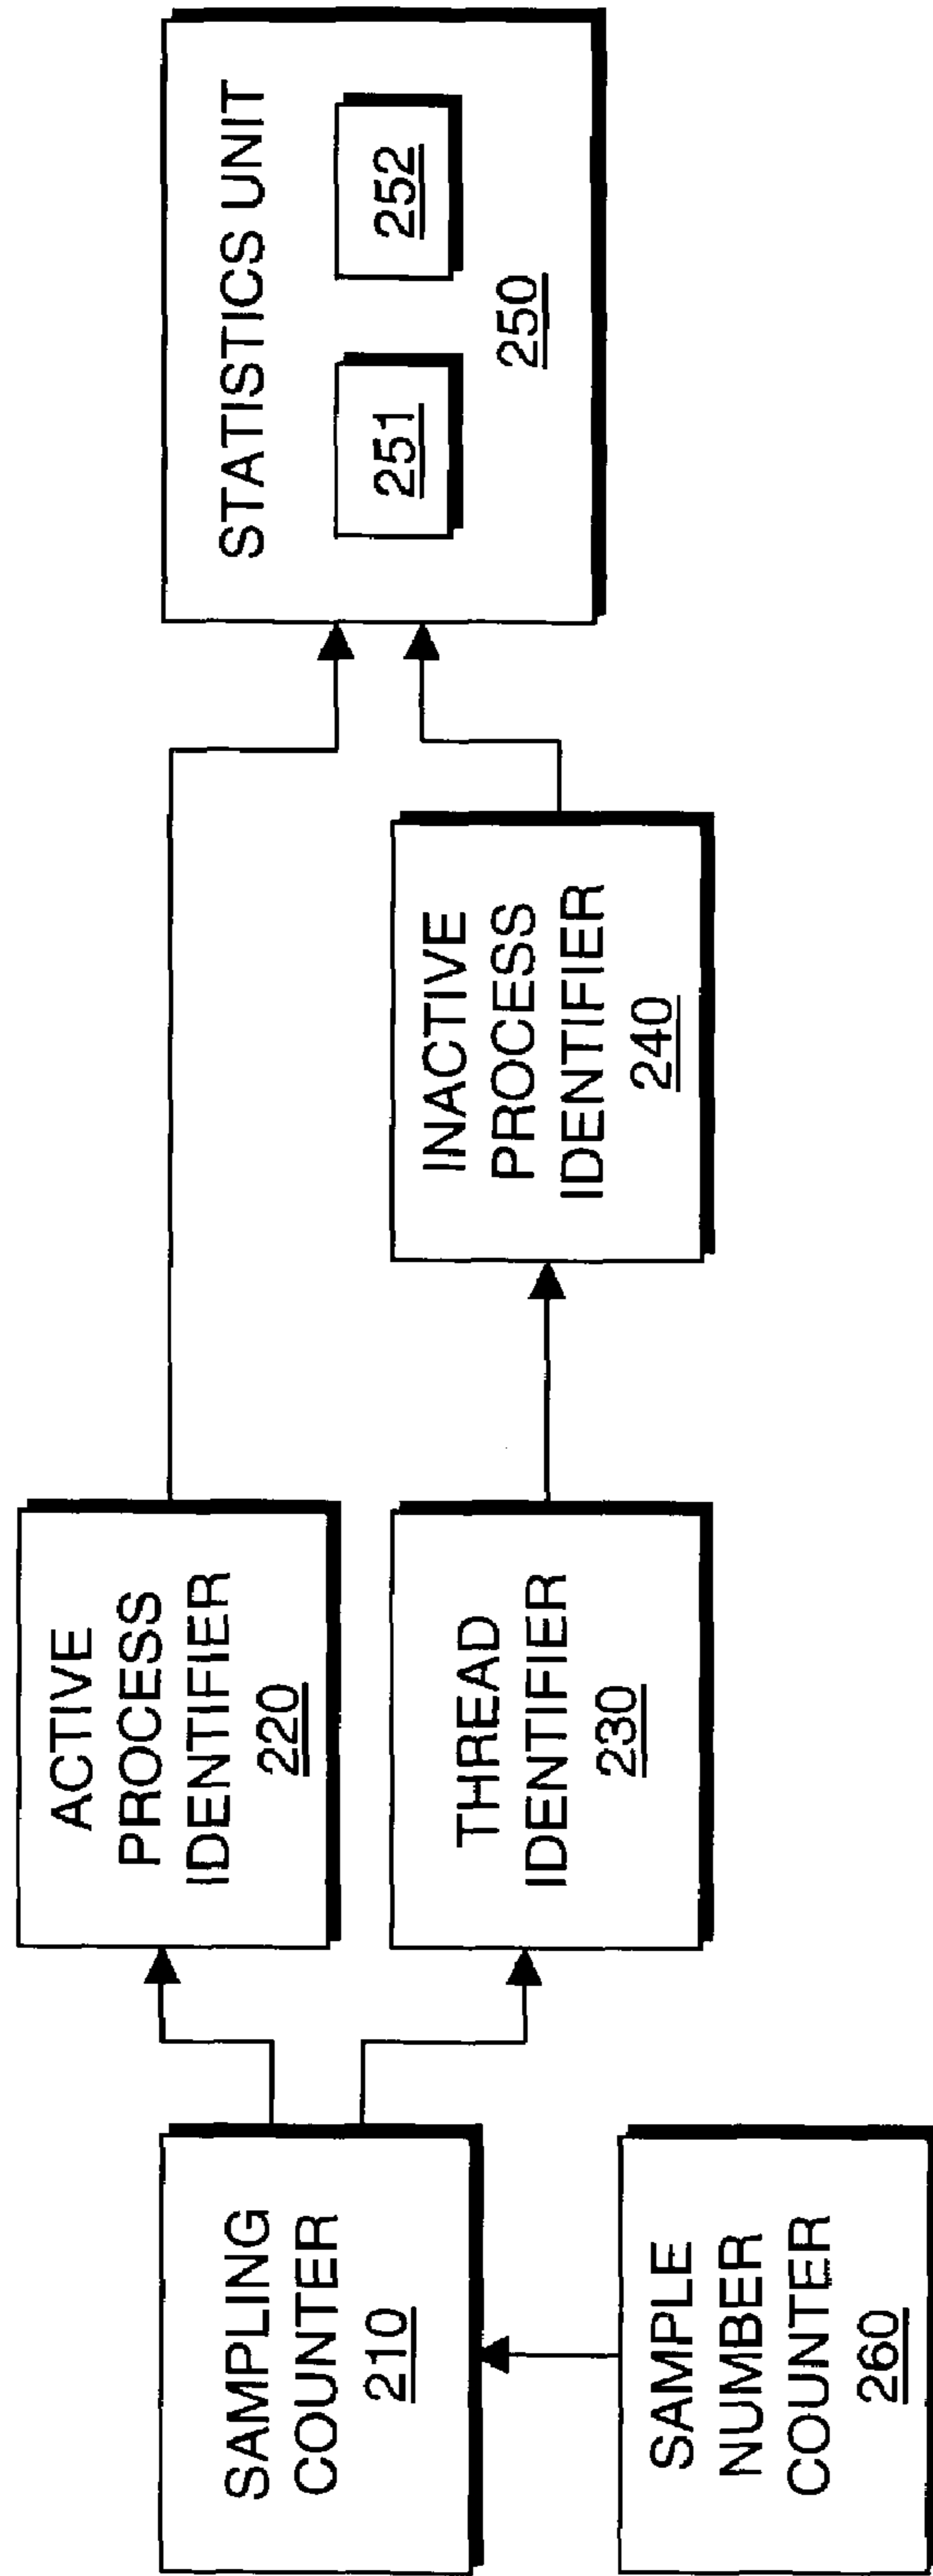 SAMPLING
COUNTER
210
SAMPLE
NUMBER
COUNTER
260
ACTIVE
PROCESS
IDENTIFIER
220
THREAD
IDENTIFIER
230
INACTIVE
PROCESS
IDENTIFIER
240
STATISTICS UNIT
251
252
250